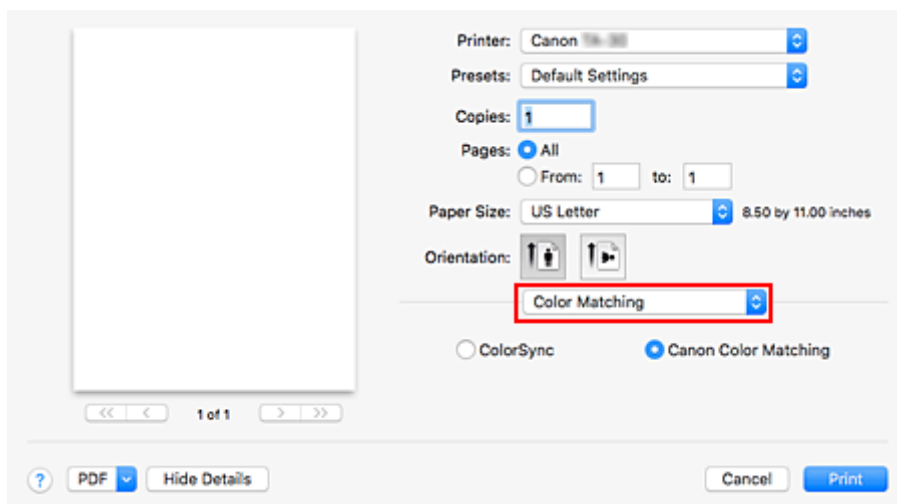 Printer: Canon
Presets: Default Settings
Copies: 1
Pages: All
From: 1 to: 1
Paper Size: US Letter 8.50 by 11.00 inches
Orientation:
Color Matching
ColorSync Canon Color Matching
<< < 1 of 1 > >>
? PDF Hide Details Cancel Print